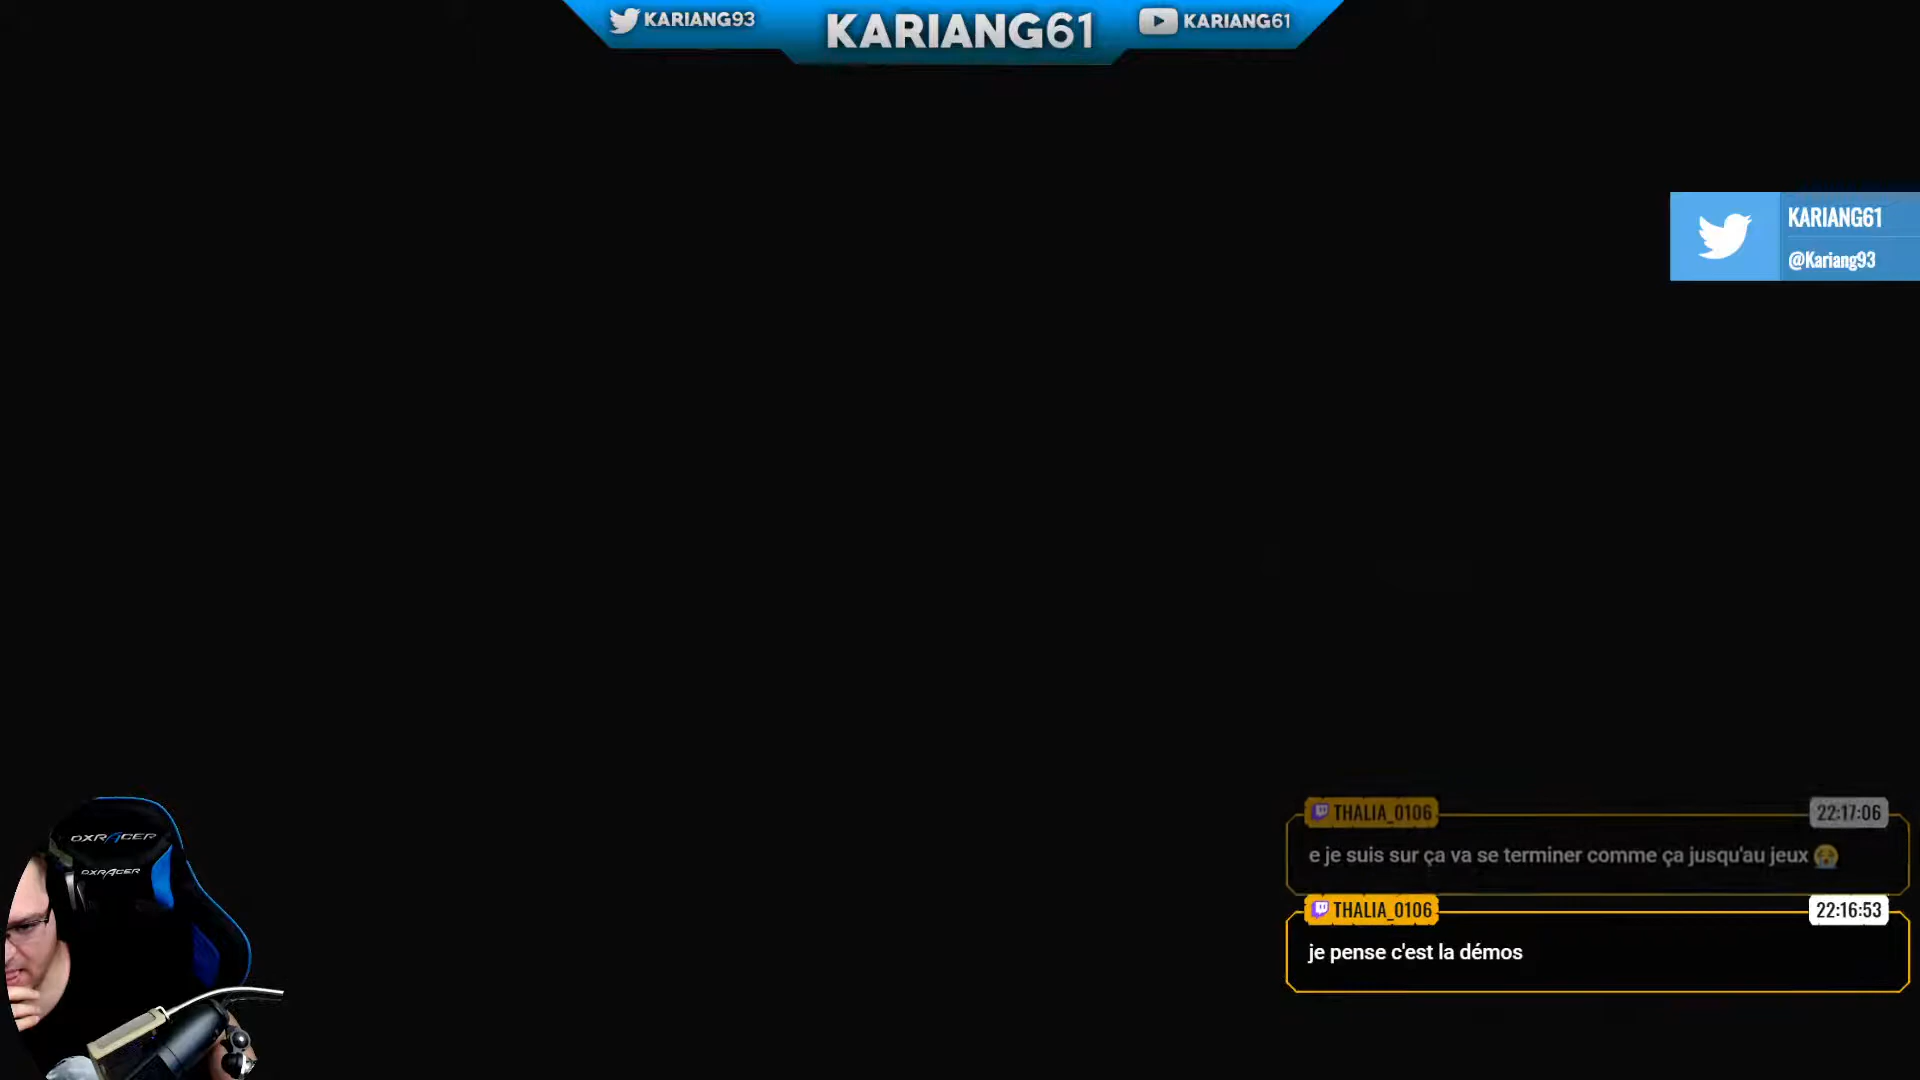 KARIANG93
KARIANG61
KARIANG61
KARIANG61
@Kariang93
DXRACER
DXRACER
THALIA_0106
22:17:06
e je suis sur ça va se terminer comme ça jusqu'au jeux 😭
THALIA_0106
22:16:53
je pense c'est la démos